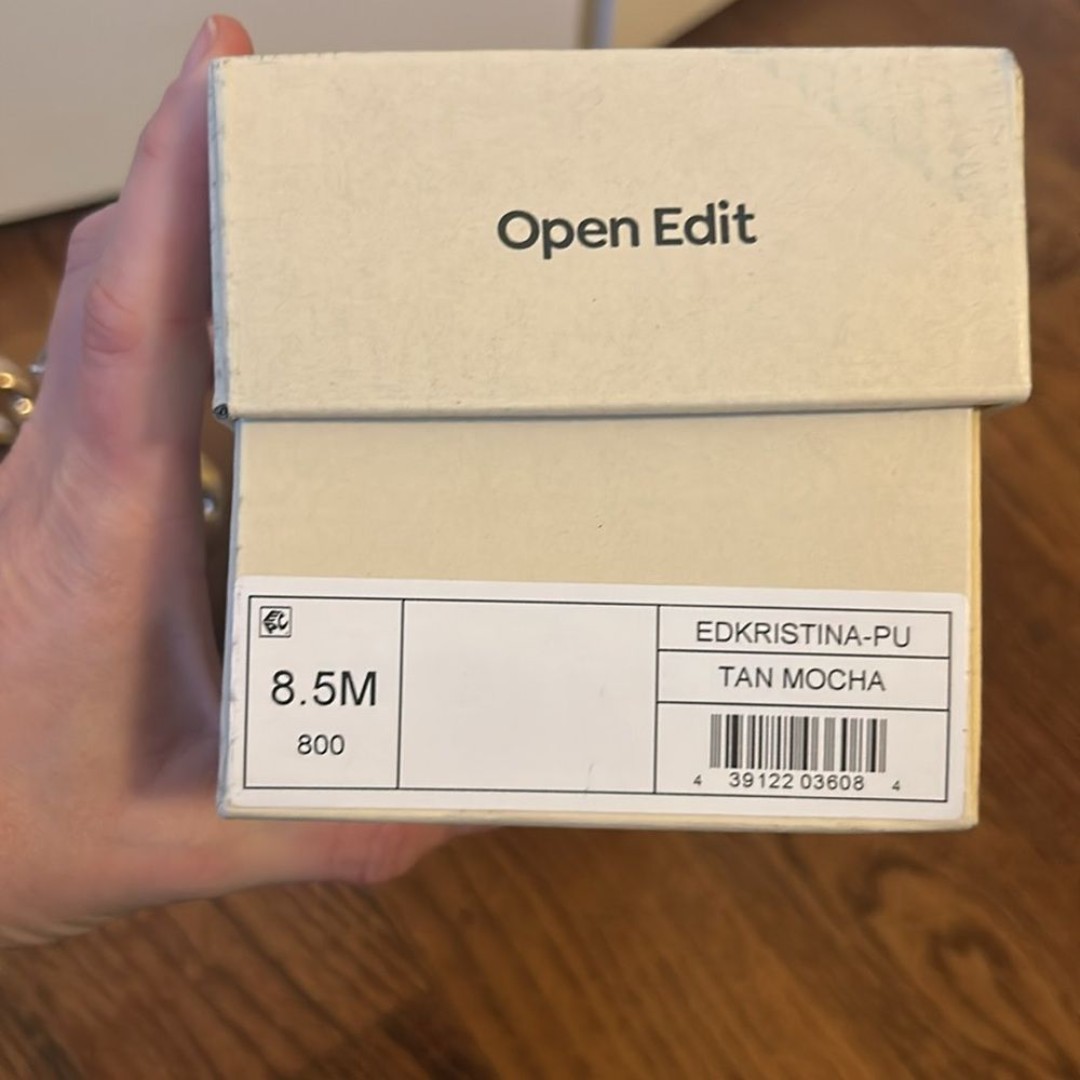 Open Edit
8.5M
800
EDKRISTINA-PU
TAN MOCHA
4 39122 03608 4